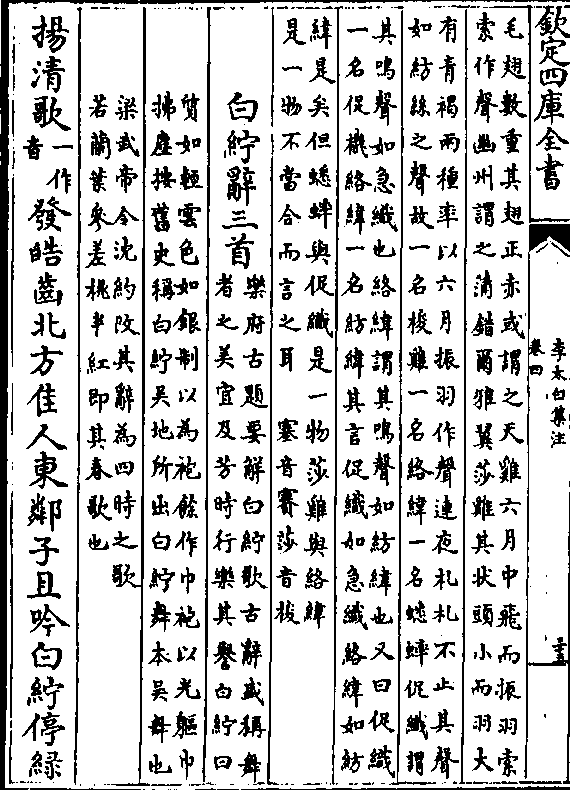 欽定四庫全書
李太白集注
卷四
三五
毛翅數重其翅正赤或謂之天雞六月中飛而振羽索
索作聲幽州謂之蒲錯爾雅翼莎雞其狀頭小而羽大
有青褐兩種率以六月振羽作聲連夜札札不止其聲
如紡絲之聲故一名梭雞一名絡緯一名蟋蟀促織謂
其鳴聲如急織也絡緯謂其鳴聲如紡緯也又曰促織
一名促機絡緯一名紡緯其言促織如急織絡緯如紡
緯是矣但蟋蟀與促織是一物莎雞與絡緯
是一物不當合而言之耳　塞音賽莎音梭
白紵辭三首
樂府古題要解白紵歌古辭盛稱舞
者之美宜及芳時行樂其譽白紵曰
質如輕雲色如銀制以為袍餘作巾袍以光軀巾
拂塵按舊史稱白紵吳地所出白紵舞本吳舞也
梁武帝令沈約改其辭為四時之歌
若蘭葉參差桃半紅即其春歌也
揚清歌
一作
音
發皓齒北方佳人東鄰子且吟白紵停綠